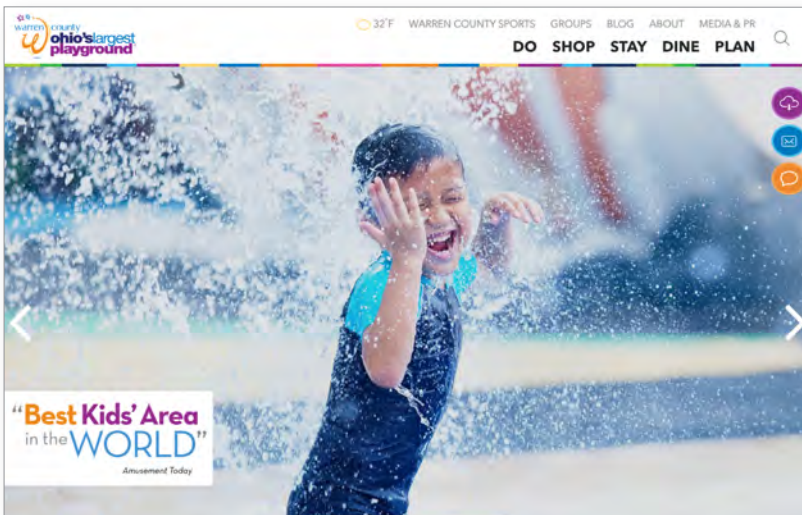 warren county
ohio'slargest
playground
32°F WARREN COUNTY SPORTS GROUPS BLOG ABOUT MEDIA & PR
DO SHOP STAY DINE PLAN
“Best Kids' Area
in the WORLD”
Amusement Today